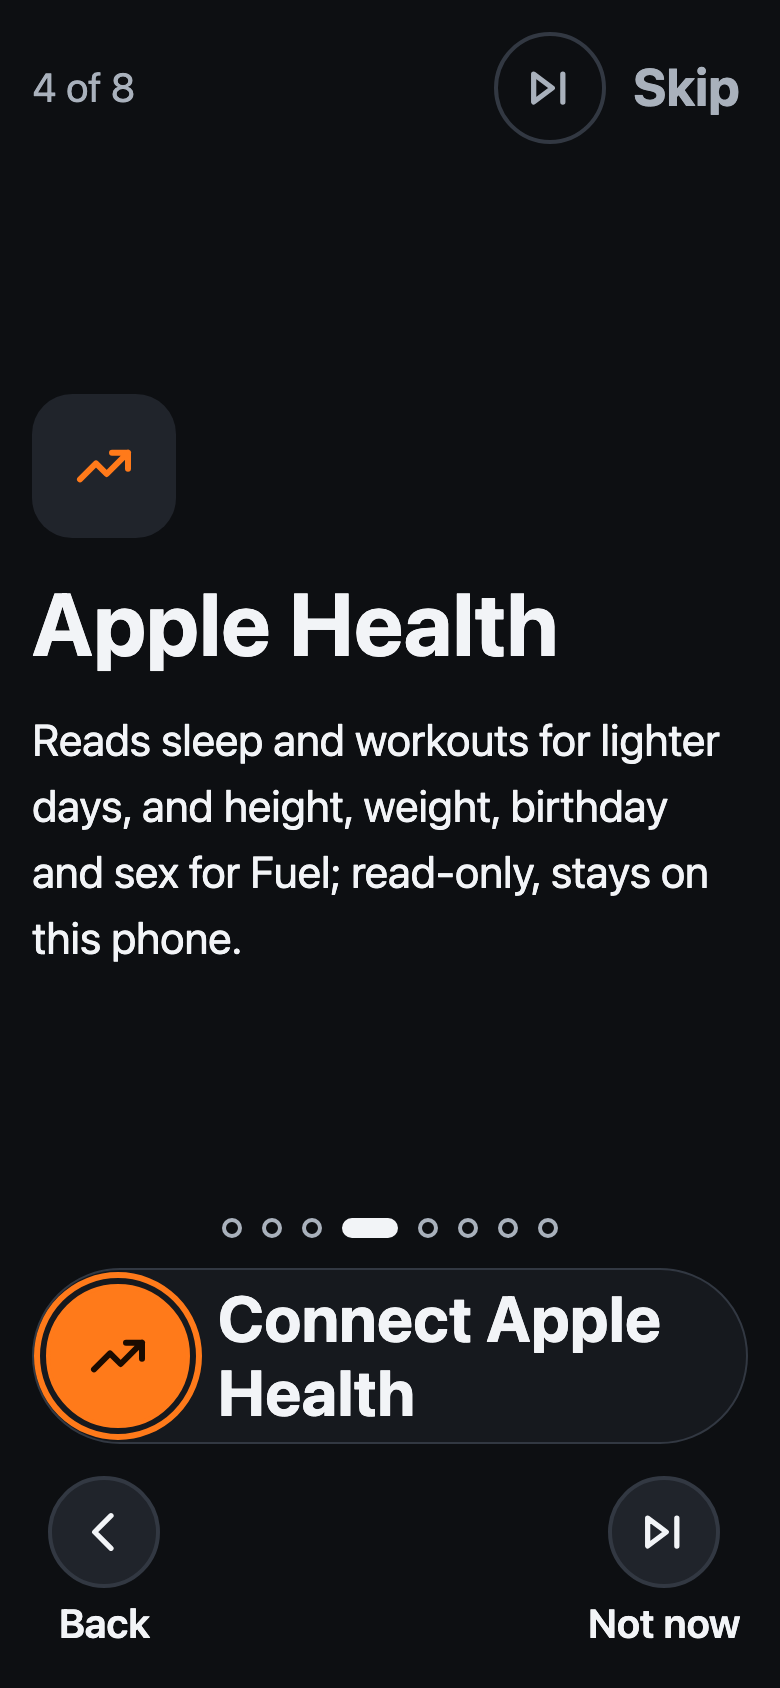 4 of 8
Skip
Apple Health
Reads sleep and workouts for lighter
days, and height, weight, birthday
and sex for Fuel; read-only, stays on
this phone.
Connect Apple
Health
Back
Not now